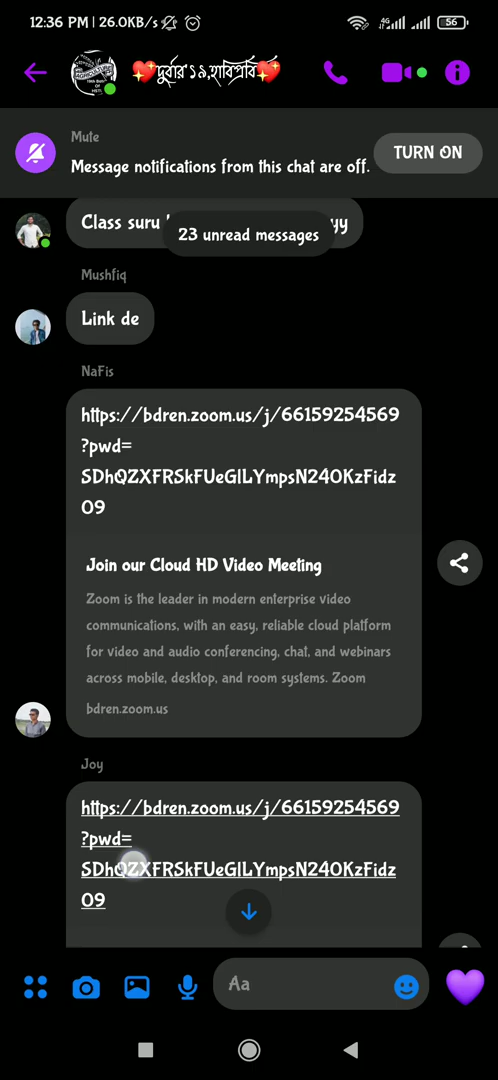 12:36 PM | 26.0KB/s
4G
56
💖দুর্বার ১৯,হাবিপ্রবি💖
AGRICULTURE
Mute
Message notifications from this chat are off.
TURN ON
Class suru
yy
23 unread messages
Mushfiq
Link de
NaFis
https://bdren.zoom.us/j/66159254569
?pwd=
SDhQZXFRSkFUeGlLYmpsN24OKzFidz
09
Join our Cloud HD Video Meeting
Zoom is the leader in modern enterprise video
communications, with an easy, reliable cloud platform
for video and audio conferencing, chat, and webinars
across mobile, desktop, and room systems. Zoom
bdren.zoom.us
Joy
https://bdren.zoom.us/j/66159254569
?pwd=
SDhQZXFRSkFUeGlLYmpsN24OKzFidz
09
Aa